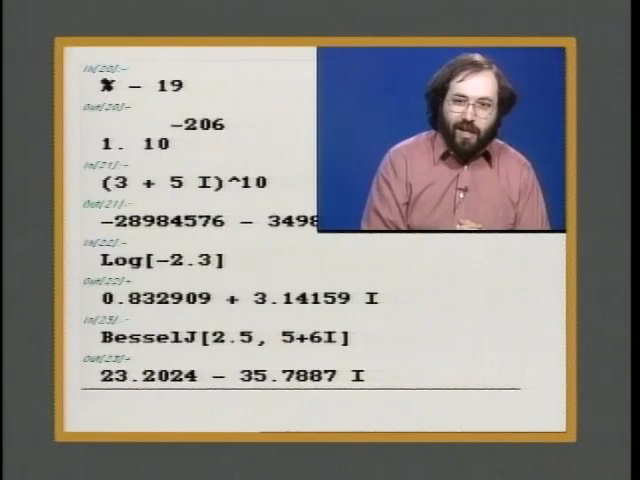 In[20]:=
% - 19
Out[20]=
-206
1. 10
In[21]:=
(3 + 5 I)^10
Out[21]=
-28984576 - 3498
In[22]:=
Log[-2.3]
Out[22]=
0.832909 + 3.14159 I
In[23]:=
BesselJ[2.5, 5+6I]
Out[23]=
23.2024 - 35.7887 I